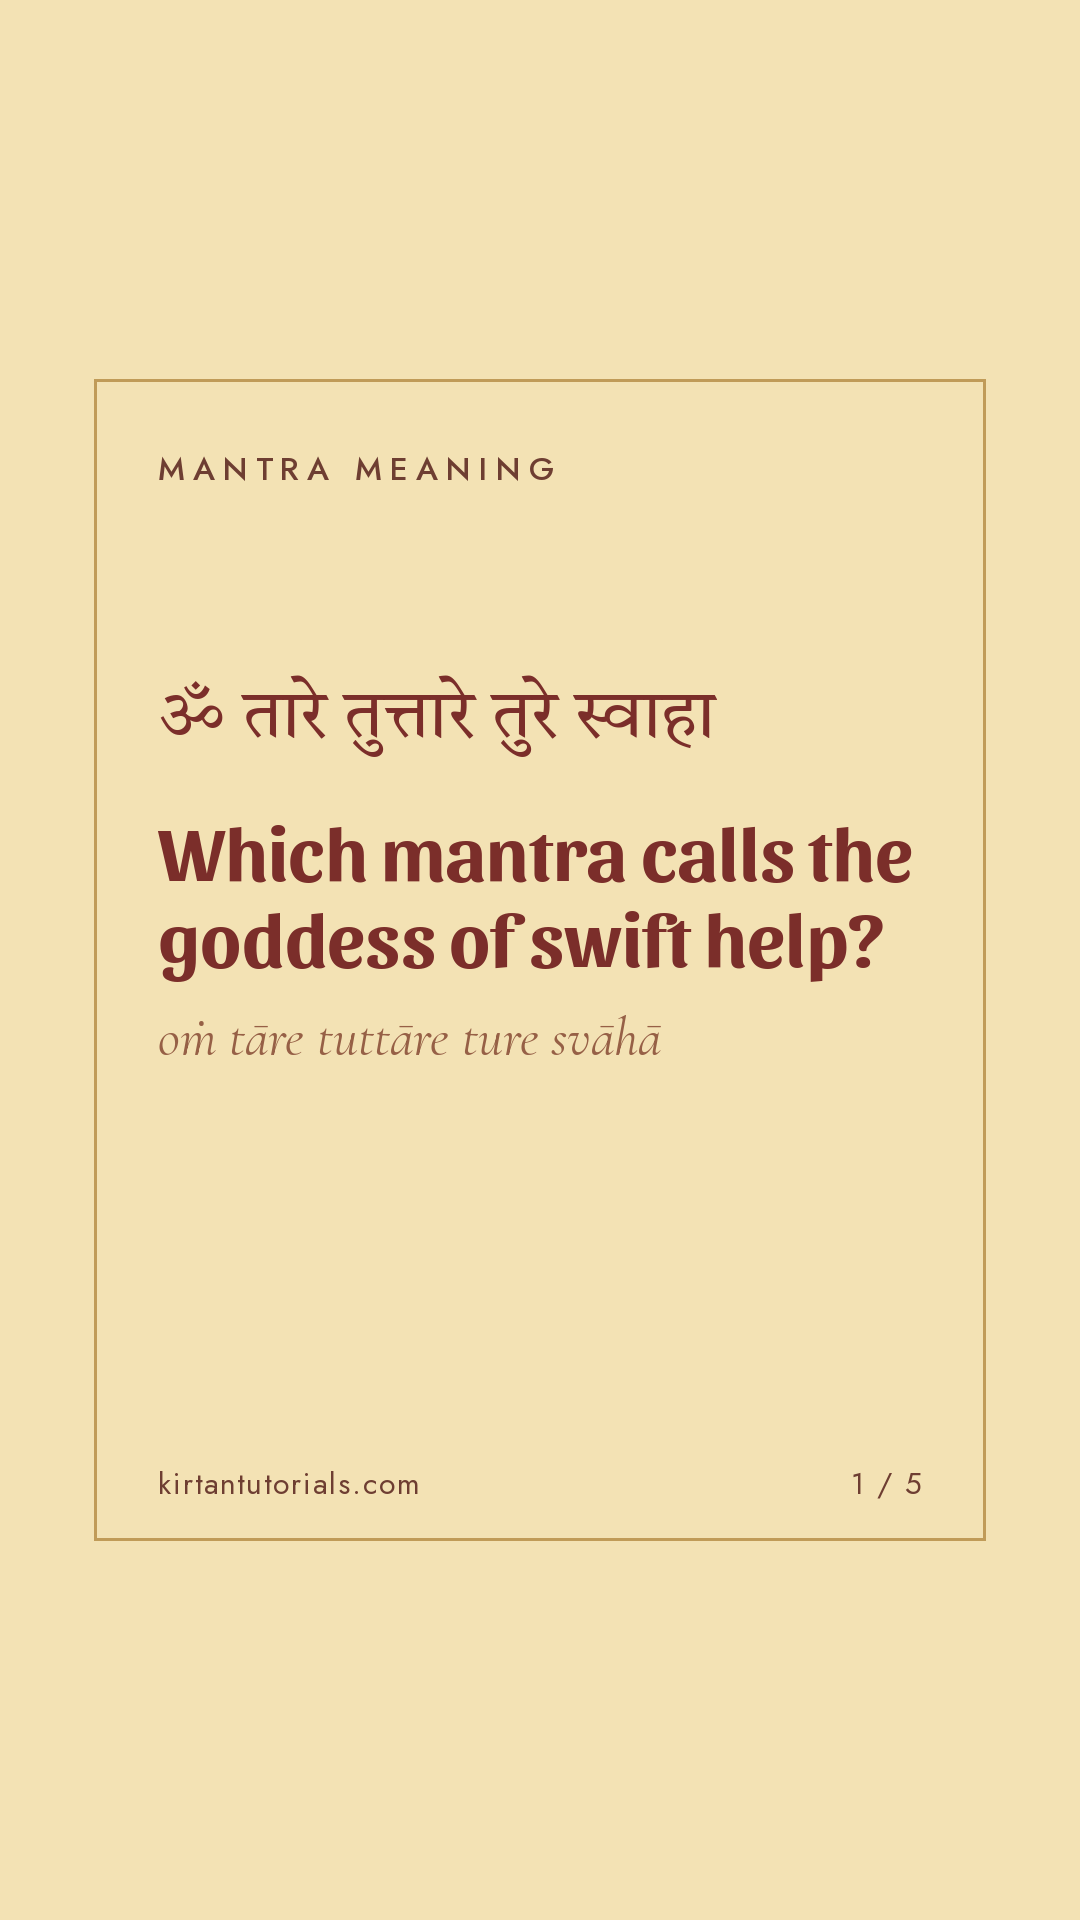 MANTRA MEANING
ॐ तारे तुत्तारे तुरे स्वाहा
Which mantra calls the
goddess of swift help?
oṁ tāre tuttāre ture svāhā
kirtantutorials.com
1 / 5